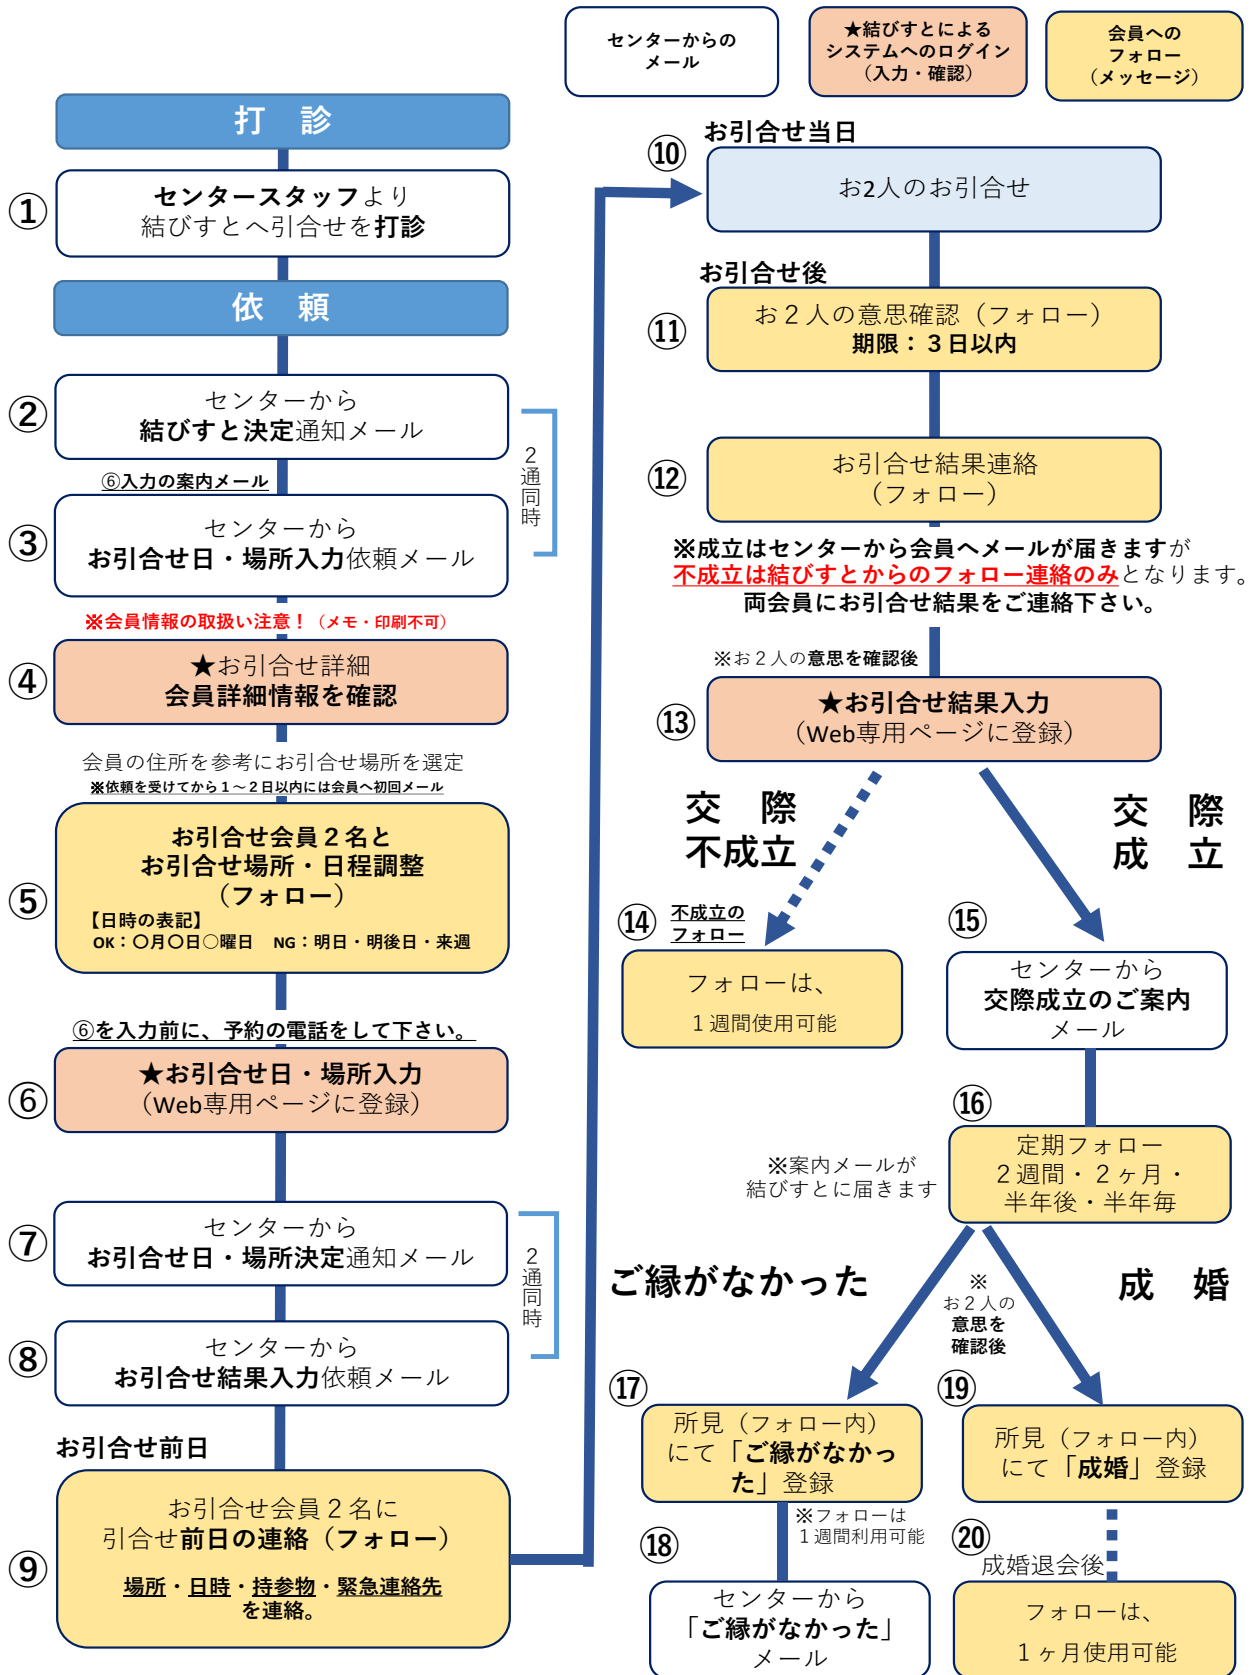 センターからの
メール
★結びすとによる
システムへのログイン
（入力・確認）
会員への
フォロー
（メッセージ）
打　診
①
センタースタッフより
結びすとへ引合せを打診
依　頼
②
センターから
結びすと決定通知メール
⑥入力の案内メール
2通同時
③
センターから
お引合せ日・場所入力依頼メール
※会員情報の取扱い注意！（メモ・印刷不可）
④
★お引合せ詳細
会員詳細情報を確認
会員の住所を参考にお引合せ場所を選定
※依頼を受けてから１～２日以内には会員へ初回メール
⑤
お引合せ会員２名と
お引合せ場所・日程調整
（フォロー）
【日時の表記】
OK：〇月〇日○曜日　NG：明日・明後日・来週
⑥を入力前に、予約の電話をして下さい。
⑥
★お引合せ日・場所入力
（Web専用ページに登録）
⑦
センターから
お引合せ日・場所決定通知メール
2通同時
⑧
センターから
お引合せ結果入力依頼メール
お引合せ前日
⑨
お引合せ会員２名に
引合せ前日の連絡（フォロー）
場所・日時・持参物・緊急連絡先
を連絡。
お引合せ当日
⑩
お2人のお引合せ
お引合せ後
⑪
お２人の意思確認（フォロー）
期限：３日以内
⑫
お引合せ結果連絡
（フォロー）
※成立はセンターから会員へメールが届きますが
不成立は結びすとからのフォロー連絡のみとなります。
両会員にお引合せ結果をご連絡下さい。
※お２人の意思を確認後
⑬
★お引合せ結果入力
（Web専用ページに登録）
交　際
不成立
交　際
成　立
⑭
不成立の
フォロー
フォローは、
１週間使用可能
⑮
センターから
交際成立のご案内
メール
⑯
定期フォロー
２週間・２ヶ月・
半年後・半年毎
※案内メールが
結びすとに届きます
ご縁がなかった
※
お２人の
意思を
確認後
成　婚
⑰
所見（フォロー内）
にて「ご縁がなかっ
た」登録
※フォローは
１週間利用可能
⑱
センターから
「ご縁がなかった」
メール
⑲
所見（フォロー内）
にて「成婚」登録
⑳
成婚退会後
フォローは、
１ヶ月使用可能